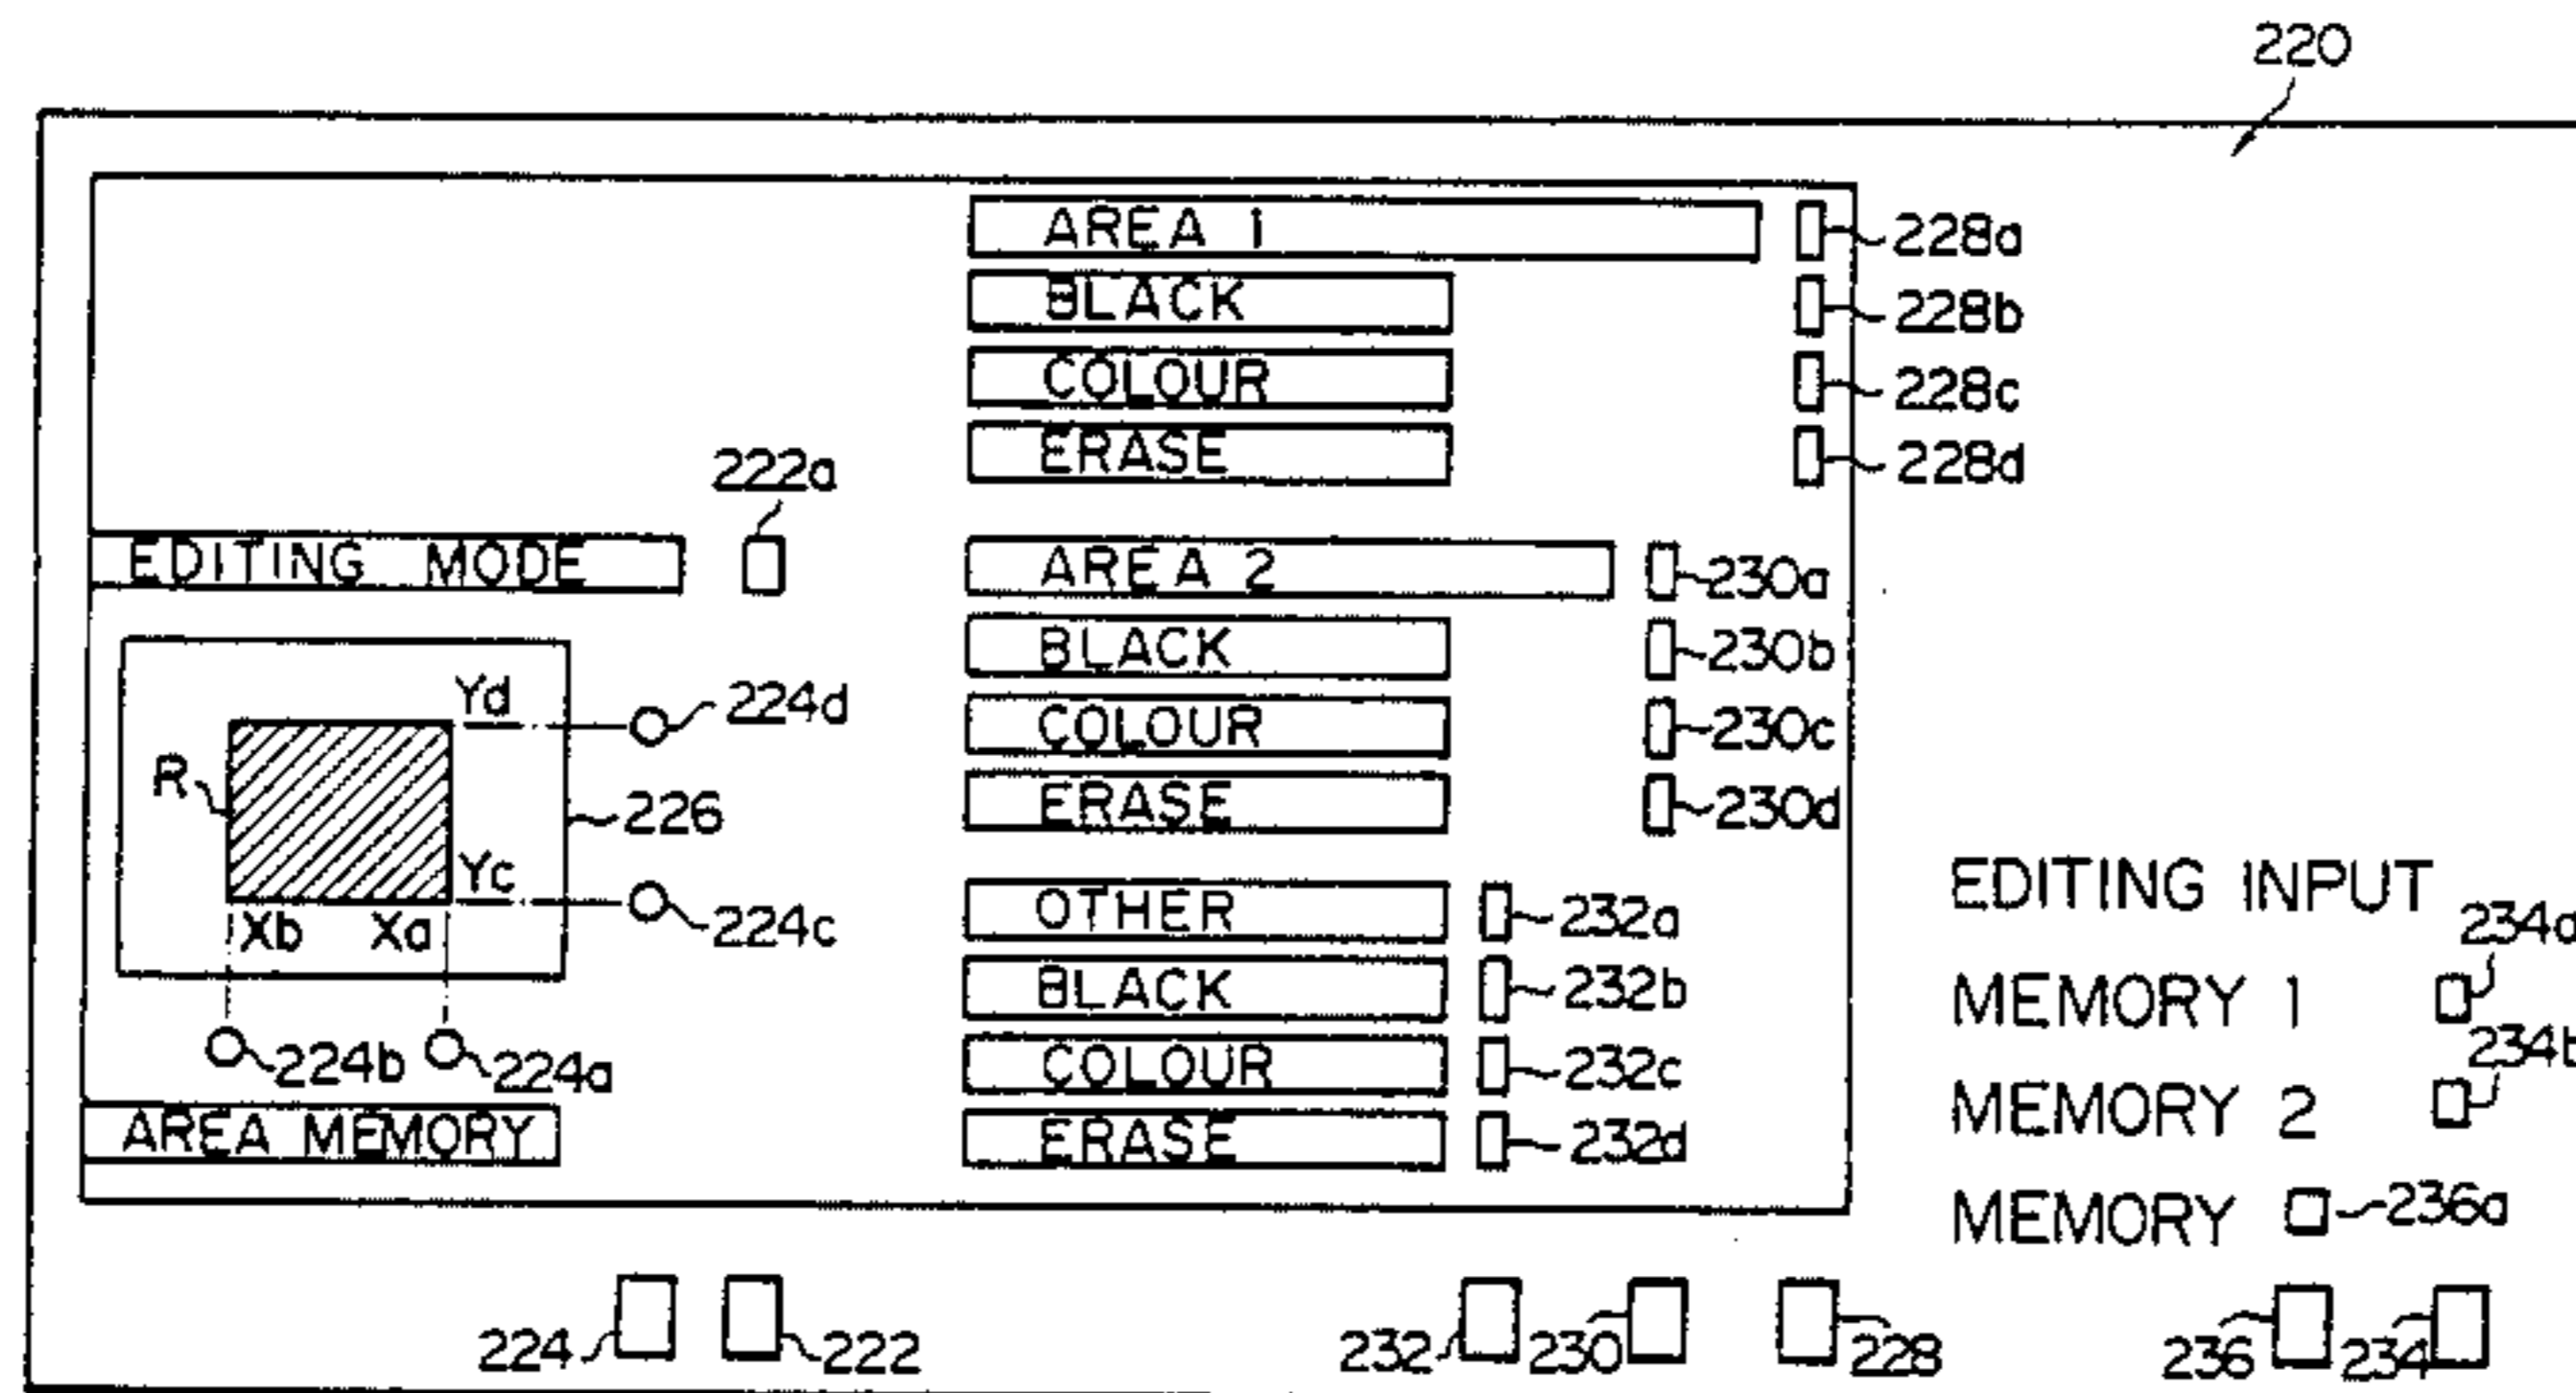 220
AREA 1 228a
BLACK 228b
COLOUR 228c
ERASE 228d
222a
EDITING MODE
AREA 2 230a
BLACK 230b
COLOUR 230c
ERASE 230d
Yd 224d
R
226
Yc 224c
Xb Xa
224b 224a
AREA MEMORY
OTHER 232a
BLACK 232b
COLOUR 232c
ERASE 232d
EDITING INPUT
234a
MEMORY 1
234b
MEMORY 2
MEMORY 236a
224 222 232 230 228 236 234